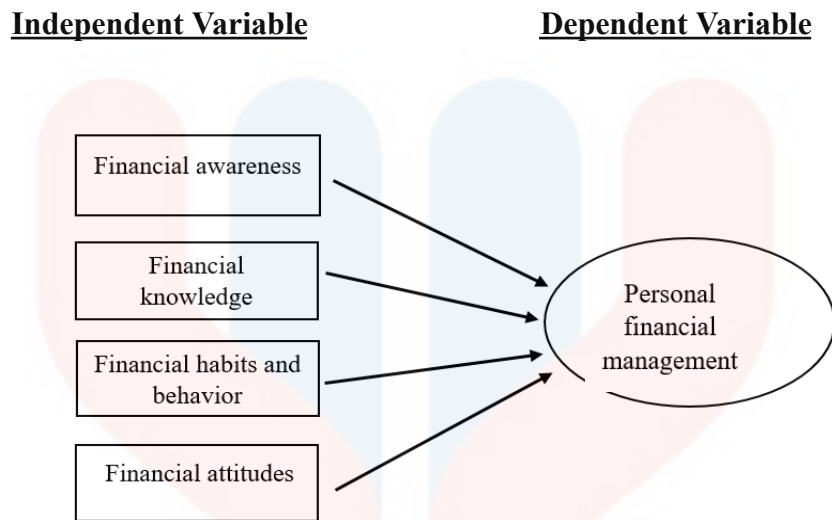 Independent Variable
Dependent Variable
Financial awareness
Financial
knowledge
Financial habits and
behavior
Financial attitudes
Personal
financial
management